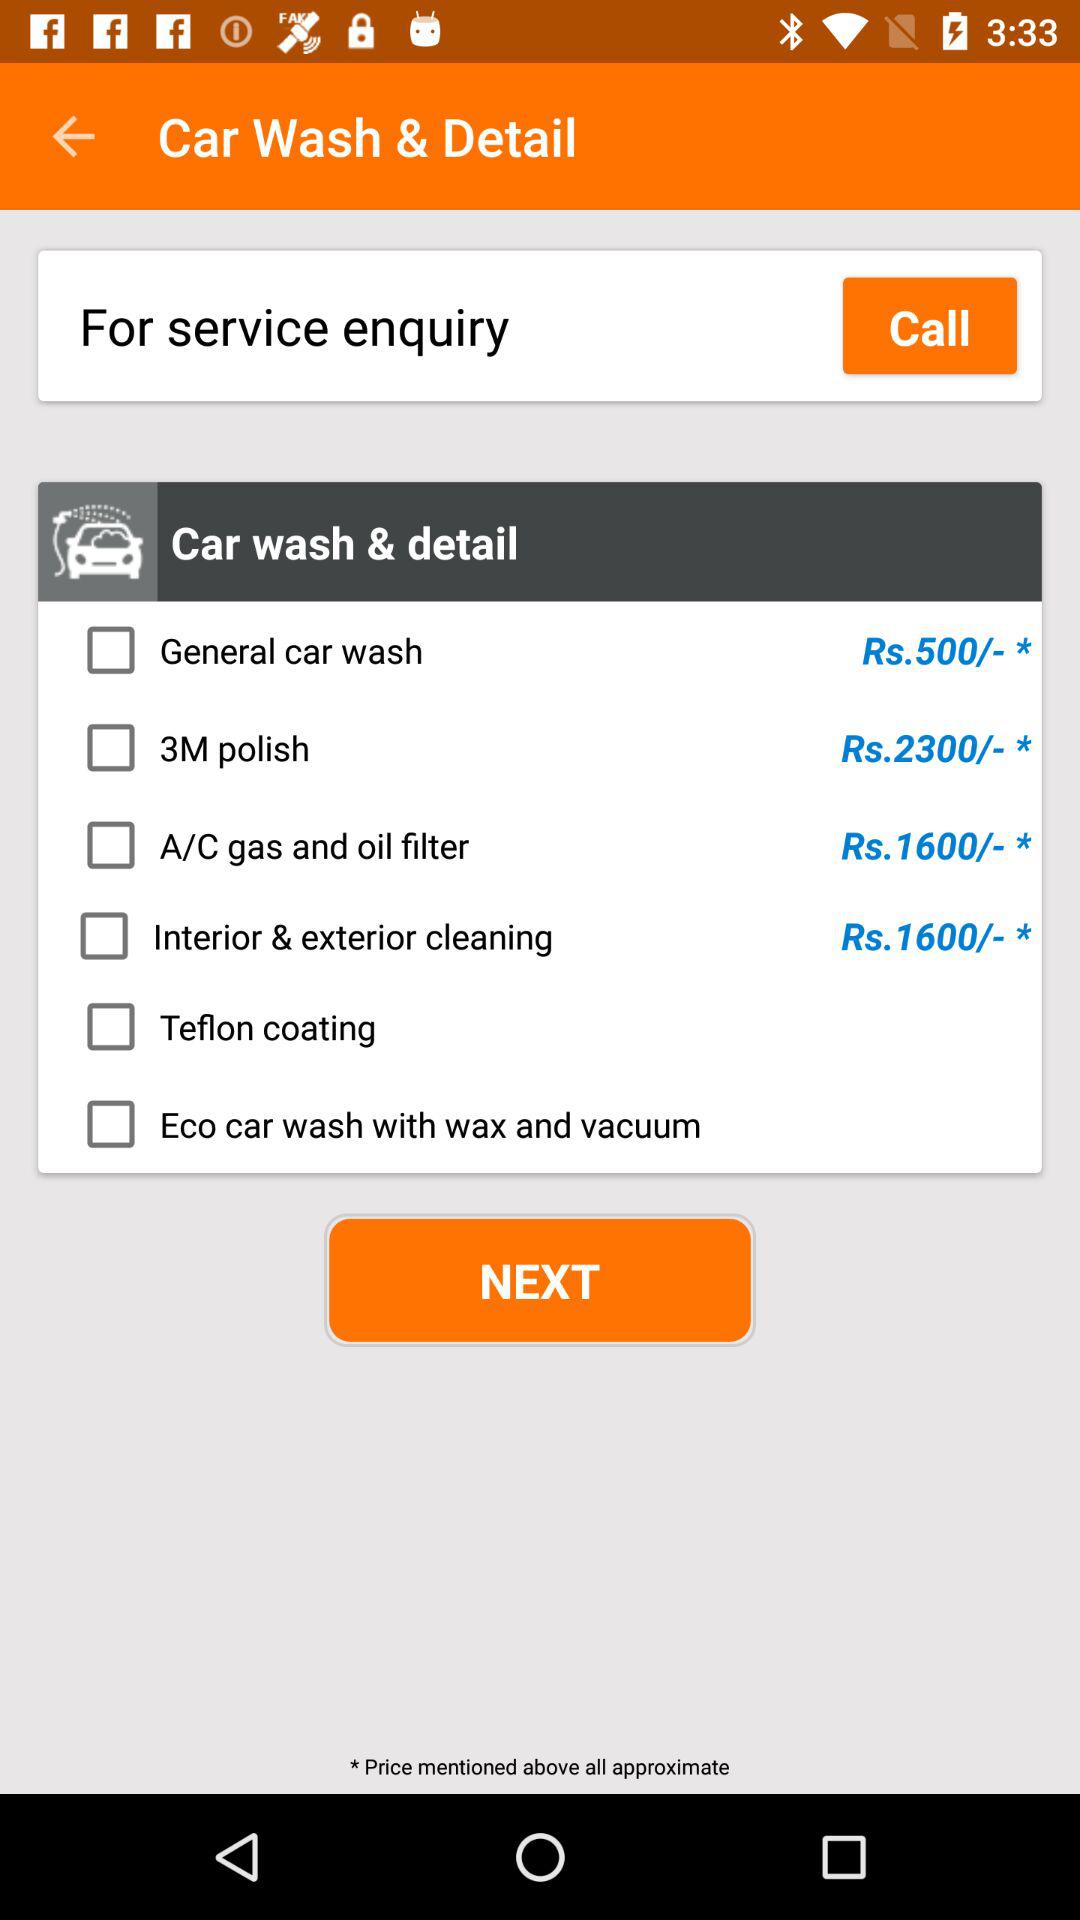 FAKE
3:33
Car Wash & Detail
For service enquiry
Call
Car wash & detail
General car wash Rs.500/- *
3M polish Rs.2300/- *
A/C gas and oil filter Rs.1600/- *
Interior & exterior cleaning Rs.1600/- *
Teflon coating
Eco car wash with wax and vacuum
NEXT
* Price mentioned above all approximate